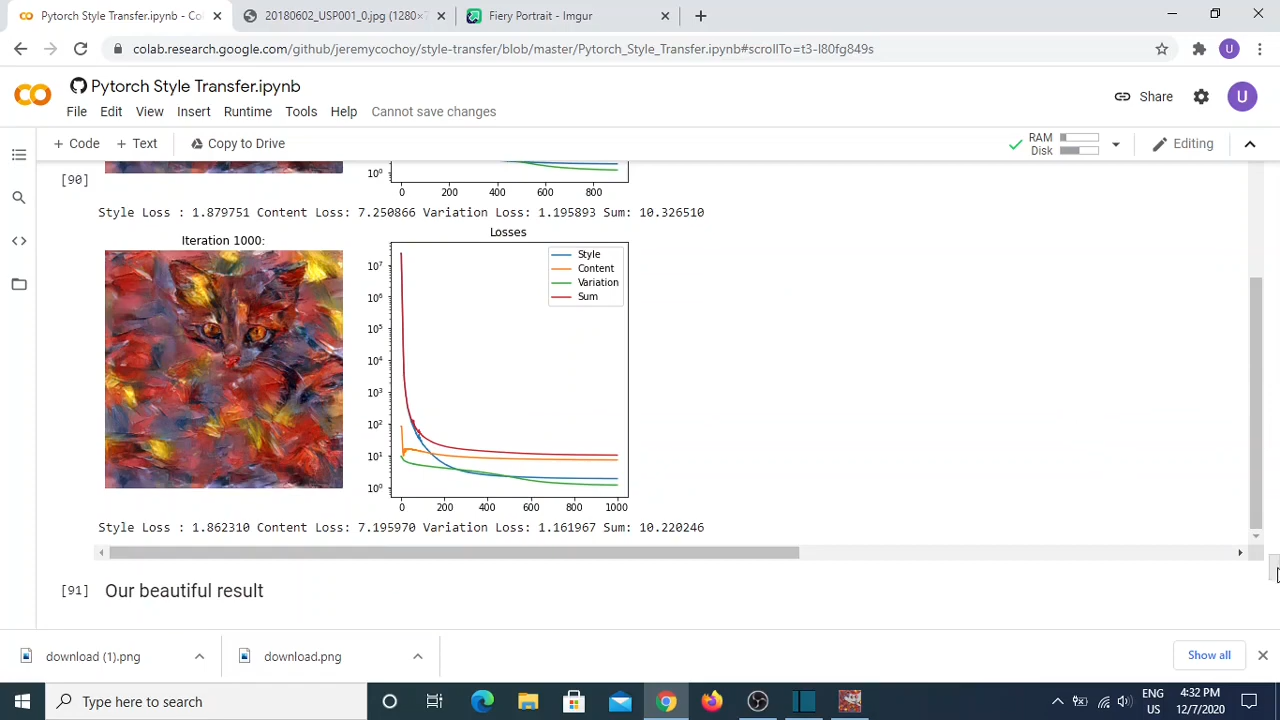 Pytorch Style Transfer.ipynb - Co
20180602_USP001_0.jpg (1280×7
Fiery Portrait - Imgur
colab.research.google.com/github/jeremycochoy/style-transfer/blob/master/Pytorch_Style_Transfer.ipynb#scrollTo=t3-l80fg849s
U
CO
Pytorch Style Transfer.ipynb
Share
U
File Edit View Insert Runtime Tools Help Cannot save changes
+ Code + Text Copy to Drive
RAM
Disk
Editing
[90]
10⁰
0 200 400 600 800
Style Loss : 1.879751 Content Loss: 7.250866 Variation Loss: 1.195893 Sum: 10.326510
Iteration 1000:
Losses
Style
Content
Variation
Sum
10⁷
10⁶
10⁵
10⁴
10³
10²
10¹
10⁰
0 200 400 600 800 1000
Style Loss : 1.862310 Content Loss: 7.195970 Variation Loss: 1.161967 Sum: 10.220246
[91] Our beautiful result
download (1).png
download.png
Show all
Type here to search
ENG
US
4:32 PM
12/7/2020